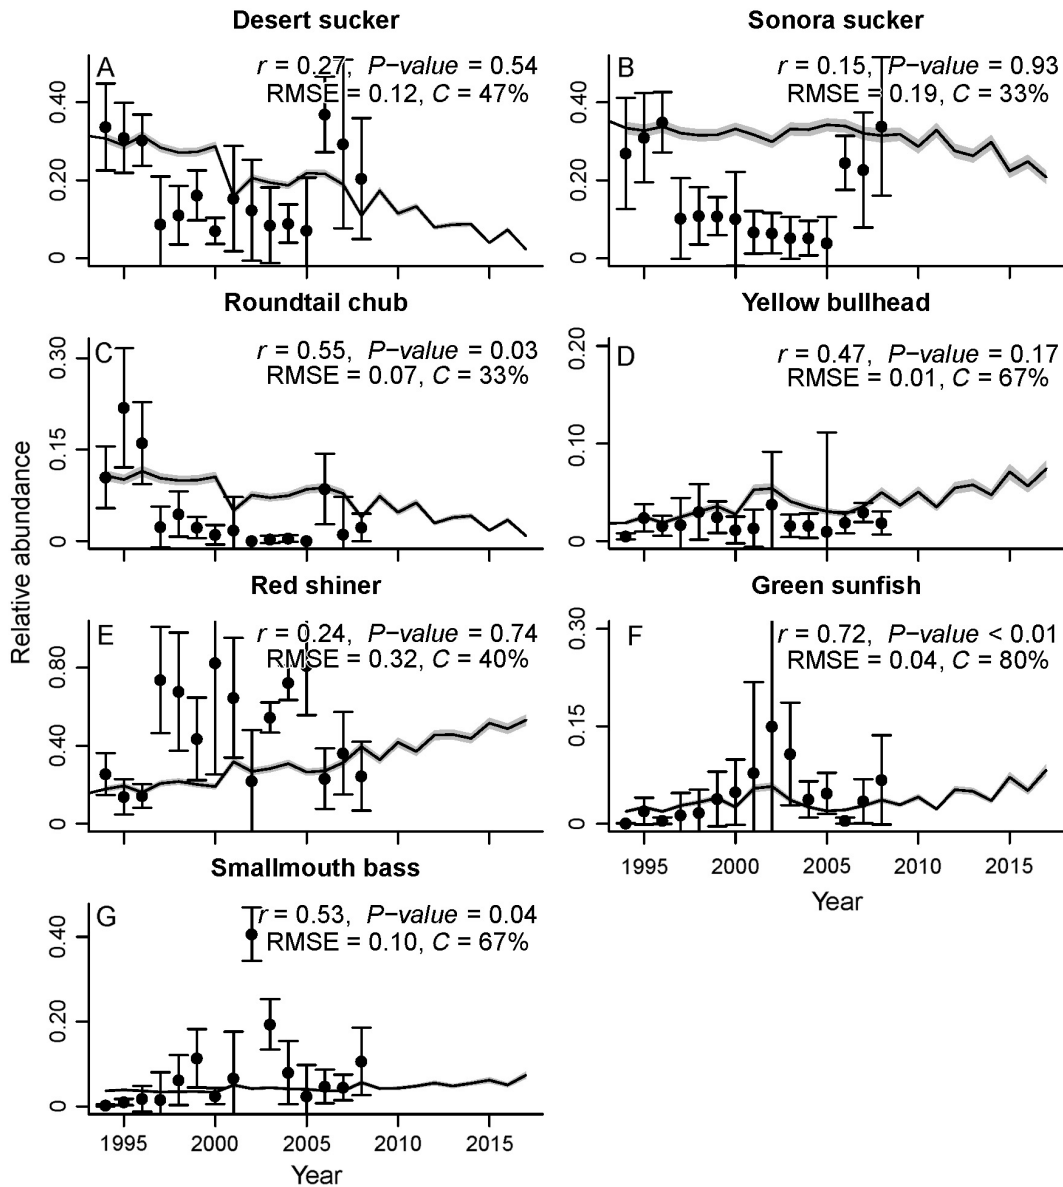 Desert sucker
A
r = 0.27, P−value = 0.54
RMSE = 0.12, C = 47%
0.40
0.20
0
Sonora sucker
B
r = 0.15, P−value = 0.93
RMSE = 0.19, C = 33%
0.40
0.20
0
Roundtail chub
C
r = 0.55, P−value = 0.03
RMSE = 0.07, C = 33%
0.30
0.15
0
Yellow bullhead
D
r = 0.47, P−value = 0.17
RMSE = 0.01, C = 67%
0.20
0.10
0
Relative abundance
Red shiner
E
r = 0.24, P−value = 0.74
RMSE = 0.32, C = 40%
0.80
0.40
0
Green sunfish
F
r = 0.72, P−value < 0.01
RMSE = 0.04, C = 80%
0.30
0.15
0
1995 2000 2005 2010 2015
Year
Smallmouth bass
G
r = 0.53, P−value = 0.04
RMSE = 0.10, C = 67%
0.40
0.20
0
1995 2000 2005 2010 2015
Year